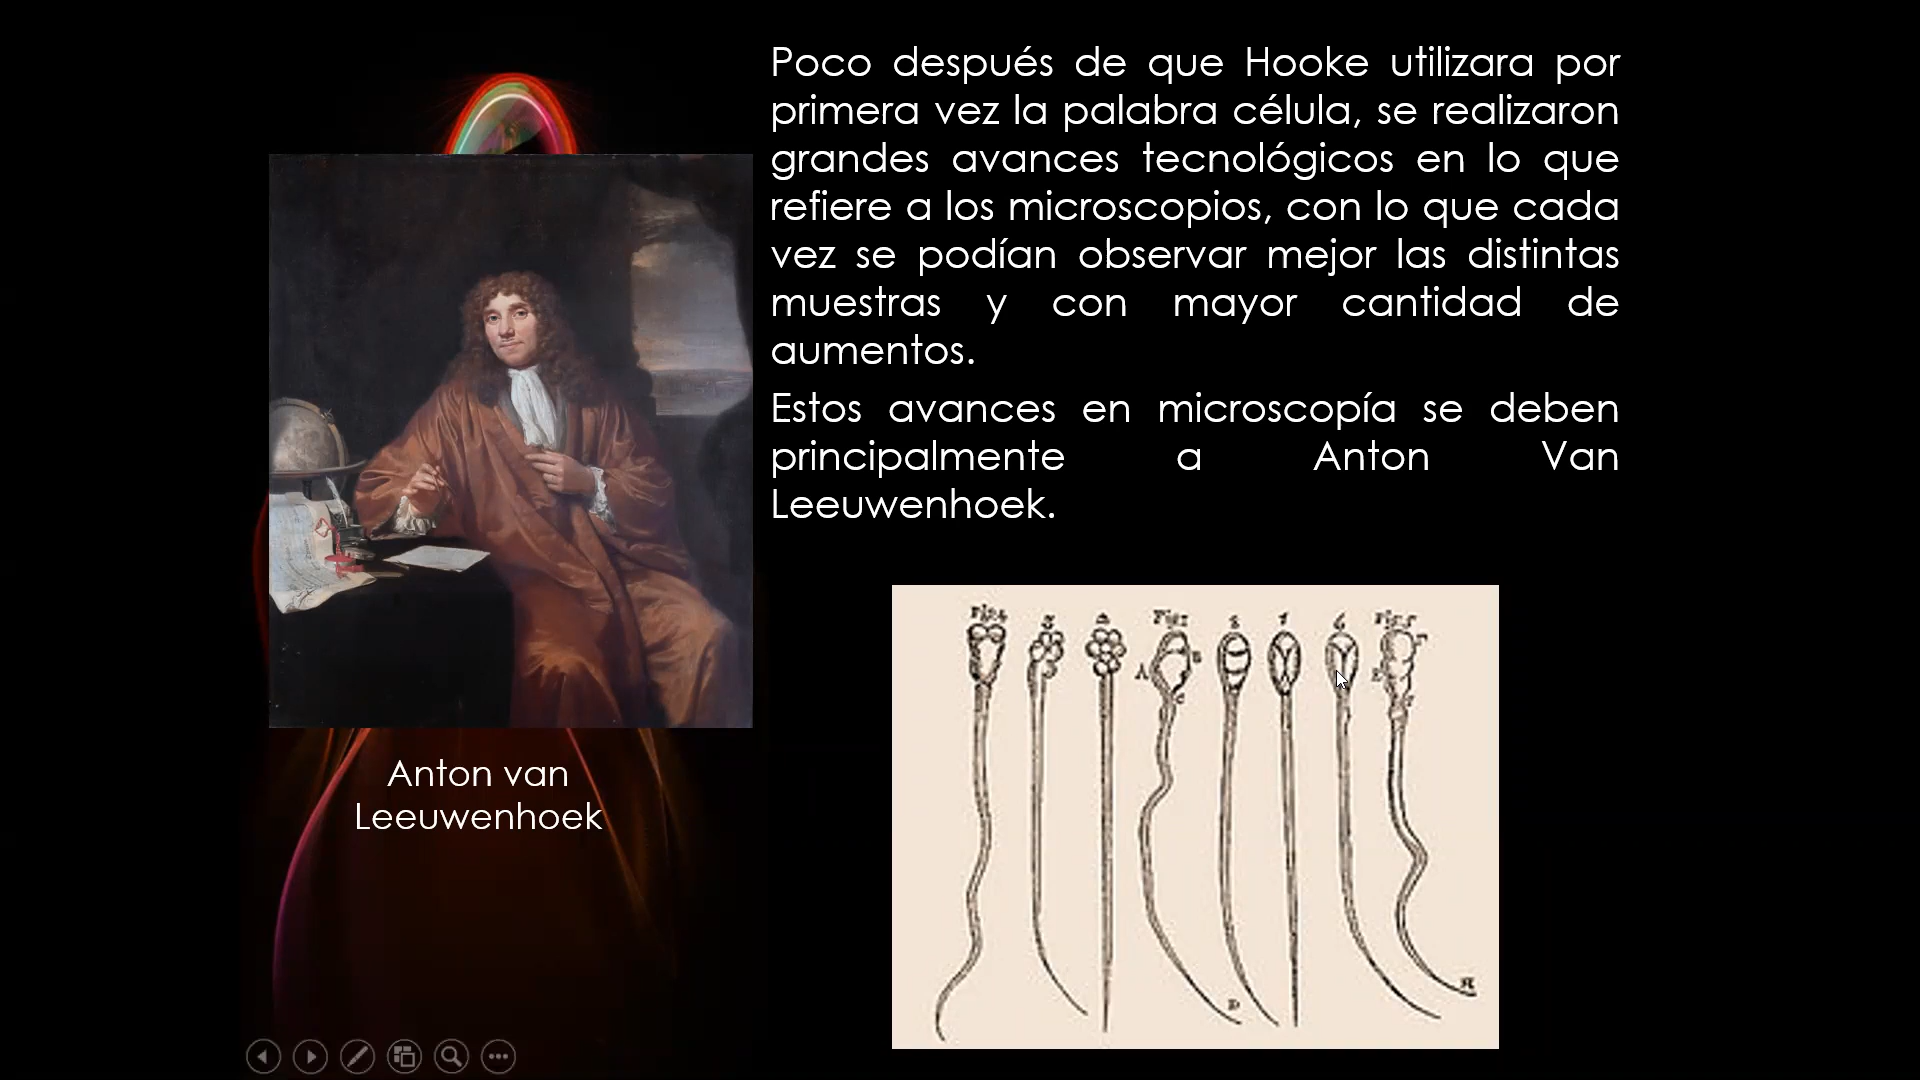 Poco después de que Hooke utilizara por
primera vez la palabra célula, se realizaron
grandes avances tecnológicos en lo que
refiere a los microscopios, con lo que cada
vez se podían observar mejor las distintas
muestras y con mayor cantidad de
aumentos.
Estos avances en microscopía se deben
principalmente a Anton Van
Leeuwenhoek.
Anton van
Leeuwenhoek